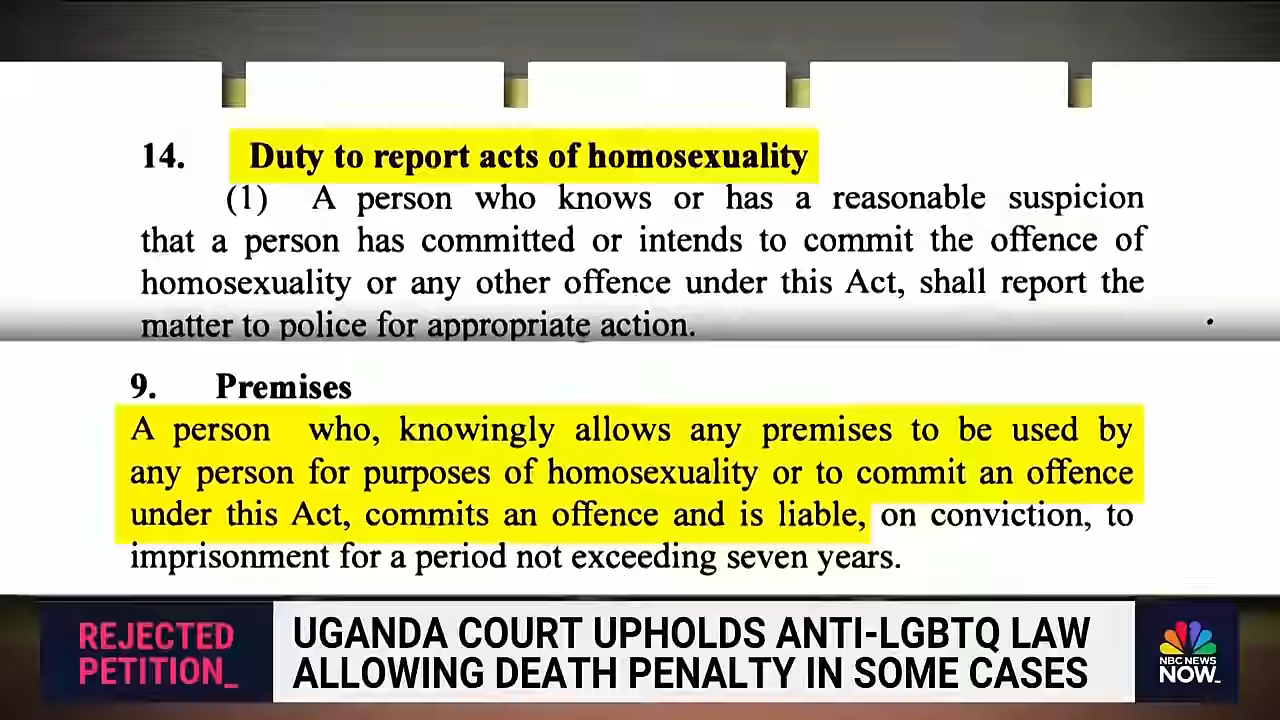 14. Duty to report acts of homosexuality
(1) A person who knows or has a reasonable suspicion
that a person has committed or intends to commit the offence of
homosexuality or any other offence under this Act, shall report the
matter to police for appropriate action.
9. Premises
A person who, knowingly allows any premises to be used by
any person for purposes of homosexuality or to commit an offence
under this Act, commits an offence and is liable, on conviction, to
imprisonment for a period not exceeding seven years.
REJECTED
PETITION_
UGANDA COURT UPHOLDS ANTI-LGBTQ LAW
ALLOWING DEATH PENALTY IN SOME CASES
NBC NEWS
NOW_